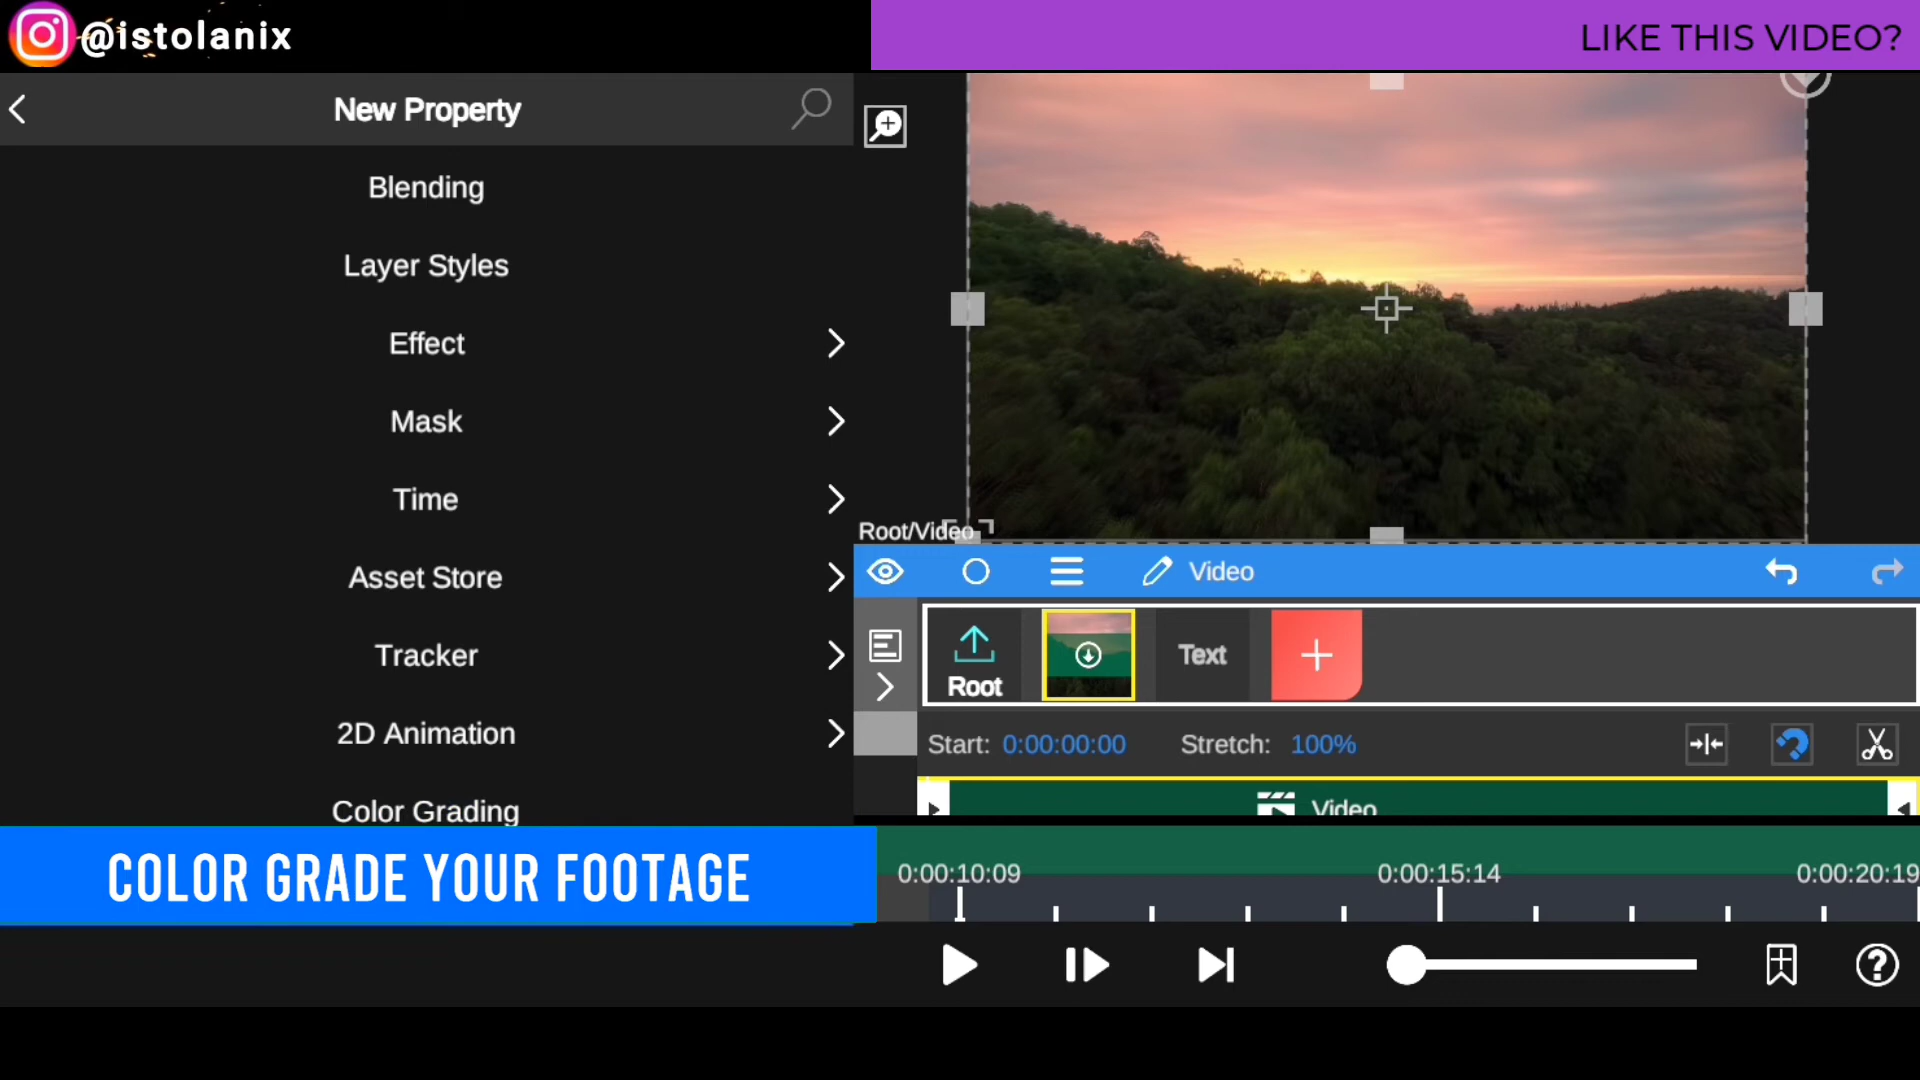 @istolanix
LIKE THIS VIDEO?
New Property
Blending
Layer Styles
Effect
Mask
Time
Asset Store
Tracker
2D Animation
Color Grading
COLOR GRADE YOUR FOOTAGE
Root/Video
Video
Root
Text
Start: 0:00:00:00 Stretch: 100%
Video
0:00:10:09 0:00:15:14 0:00:20:19